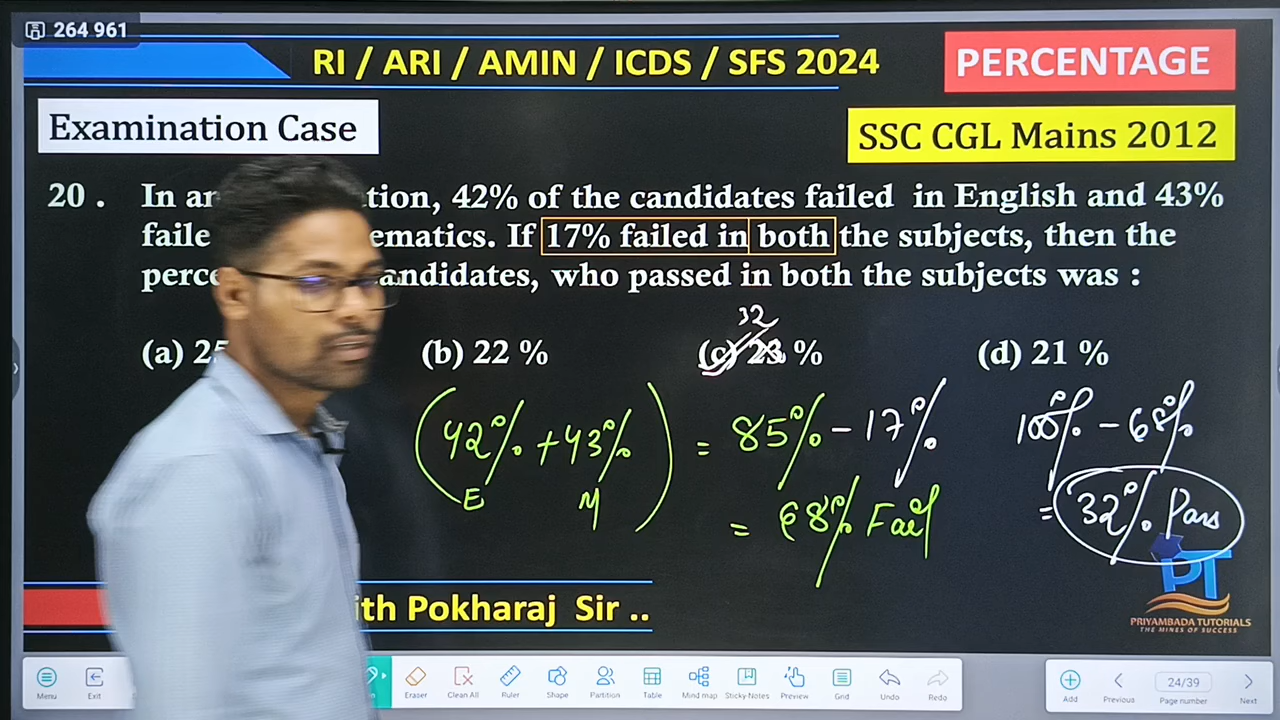 264 961
RI / ARI / AMIN / ICDS / SFS 2024
PERCENTAGE
Examination Case
SSC CGL Mains 2012
20 . In an tion, 42% of the candidates failed in English and 43%
faile ematics. If 17% failed in both the subjects, then the
perce andidates, who passed in both the subjects was :
32
(a) 25 (b) 22 % (c) 23 % (d) 21 %
(42% + 43%) = 85% - 17% 100% - 68%
E M = 68% Fail = 32% Pass
ith Pokharaj Sir ..
PT
PRIYAMBADA TUTORIALS
THE MINES OF SUCCESS
Menu Exit Eraser Clean All Ruler Shape Partition Table Mind map Sticky-Notes Preview Grid Undo Redo Add Previous 24/39 Page number Next